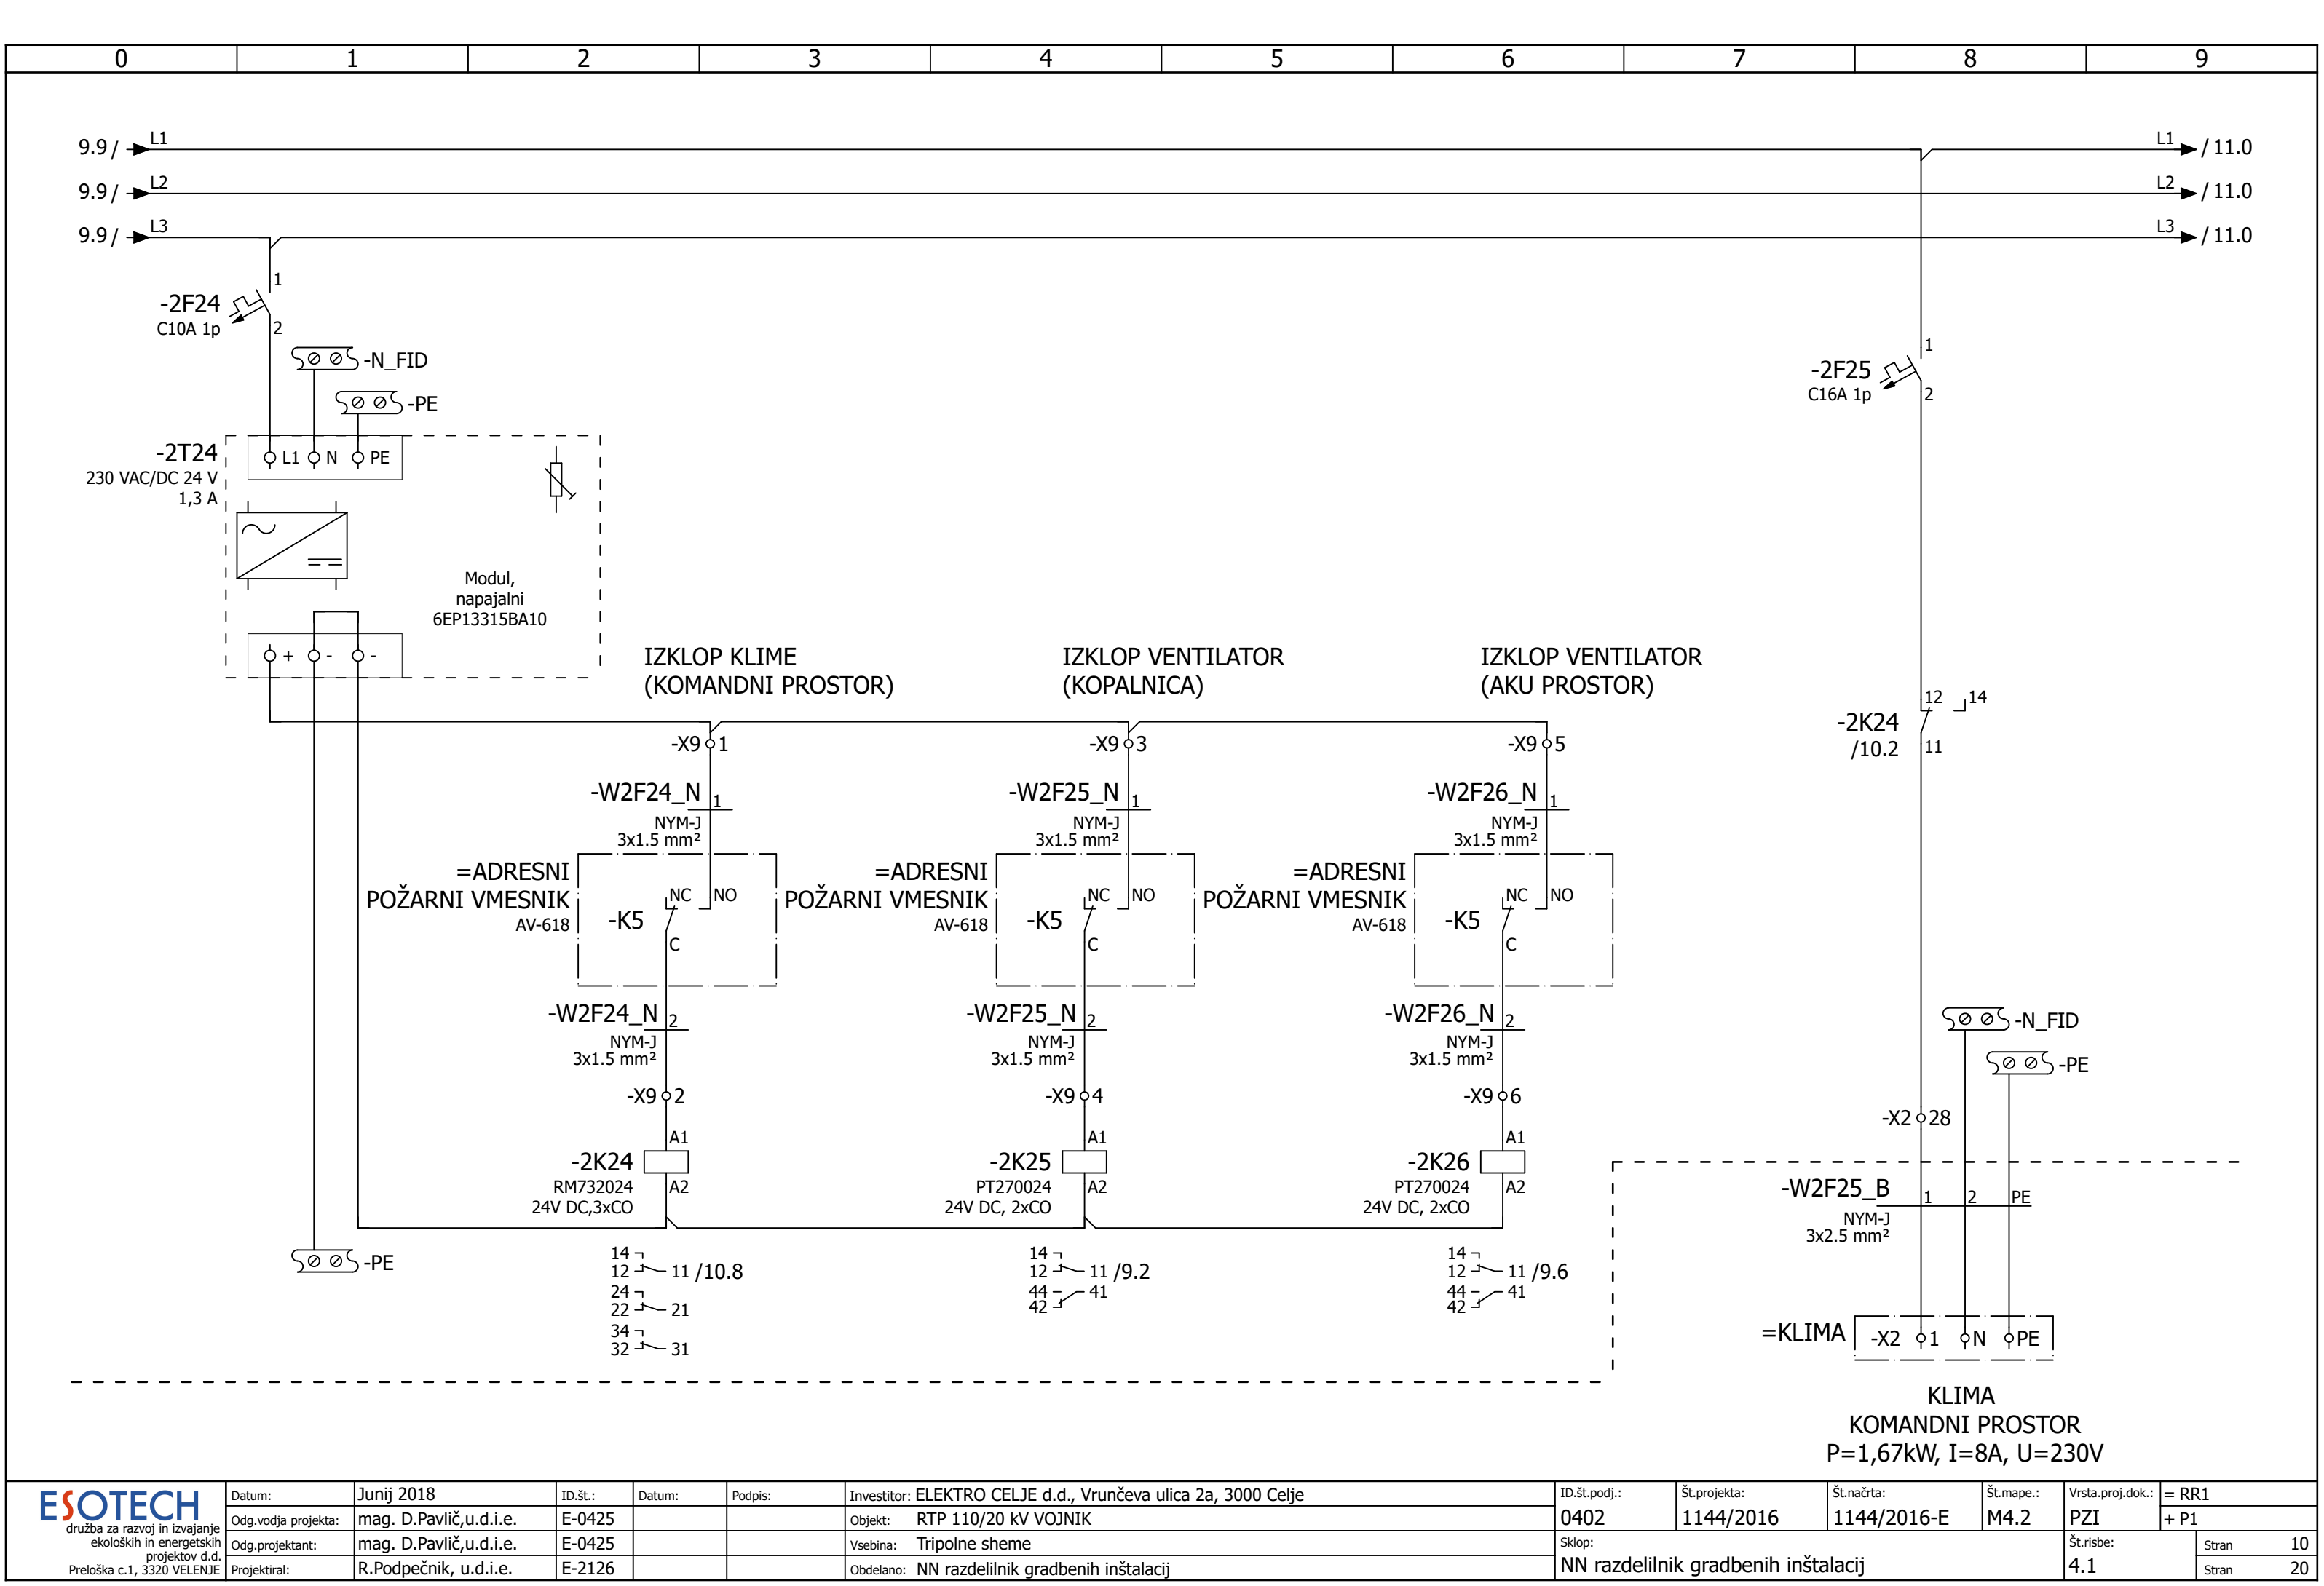 0 1 2 3 4 5 6 7 8 9
9.9 / L1 L1 / 11.0
9.9 / L2 L2 / 11.0
9.9 / L3 L3 / 11.0
1
-2F24
C10A 1p
2
-N_FID
-PE
-2T24
230 VAC/DC 24 V
1,3 A
L1 N PE
Modul,
napajalni
6EP13315BA10
+ - -
-PE
IZKLOP KLIME
(KOMANDNI PROSTOR)
-X9 1
-W2F24_N 1
NYM-J
3x1.5 mm²
=ADRESNI
POŽARNI VMESNIK
AV-618
-K5
NC NO
C
-W2F24_N 2
NYM-J
3x1.5 mm²
-X9 2
A1
-2K24
RM732024
24V DC,3xCO
A2
14
12 11 /10.8
24
22 21
34
32 31
IZKLOP VENTILATOR
(KOPALNICA)
-X9 3
-W2F25_N 1
NYM-J
3x1.5 mm²
=ADRESNI
POŽARNI VMESNIK
AV-618
-K5
NC NO
C
-W2F25_N 2
NYM-J
3x1.5 mm²
-X9 4
A1
-2K25
PT270024
24V DC, 2xCO
A2
14
12 11 /9.2
44 41
42
IZKLOP VENTILATOR
(AKU PROSTOR)
-X9 5
-W2F26_N 1
NYM-J
3x1.5 mm²
=ADRESNI
POŽARNI VMESNIK
AV-618
-K5
NC NO
C
-W2F26_N 2
NYM-J
3x1.5 mm²
-X9 6
A1
-2K26
PT270024
24V DC, 2xCO
A2
14
12 11 /9.6
44 41
42
1
-2F25
C16A 1p
2
12 14
-2K24
/10.2
11
-N_FID
-PE
-X2 28
-W2F25_B 1 2 PE
NYM-J
3x2.5 mm²
=KLIMA -X2 1 N PE
KLIMA
KOMANDNI PROSTOR
P=1,67kW, I=8A, U=230V
ESOTECH
družba za razvoj in izvajanje
ekoloških in energetskih
projektov d.d.
Preloška c.1, 3320 VELENJE
Datum: Junij 2018 ID.št.: Datum: Podpis:
Odg.vodja projekta: mag. D.Pavlič,u.d.i.e. E-0425
Odg.projektant: mag. D.Pavlič,u.d.i.e. E-0425
Projektiral: R.Podpečnik, u.d.i.e. E-2126
Investitor: ELEKTRO CELJE d.d., Vrunčeva ulica 2a, 3000 Celje
Objekt: RTP 110/20 kV VOJNIK
Vsebina: Tripolne sheme
Obdelano: NN razdelilnik gradbenih inštalacij
ID.št.podj.: Št.projekta: Št.načrta: Št.mape.: Vrsta.proj.dok.: = RR1
0402 1144/2016 1144/2016-E M4.2 PZI + P1
Sklop: Št.risbe: Stran 10
NN razdelilnik gradbenih inštalacij 4.1 Stran 20